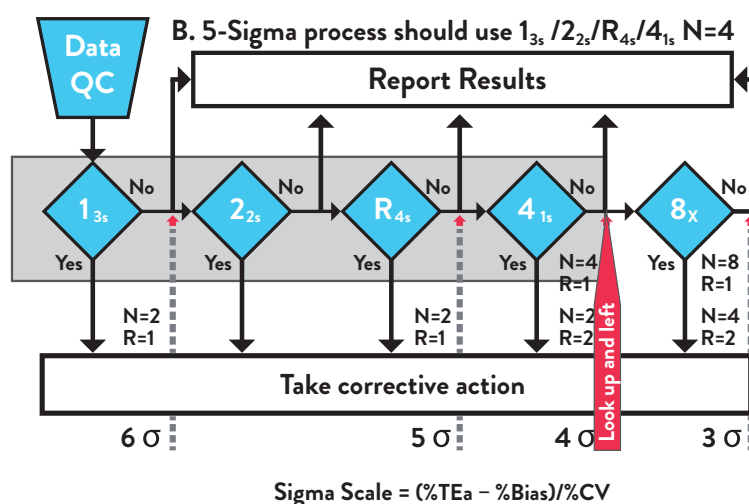 B. 5-Sigma process should use 1₃ₛ /2₂ₛ/R₄ₛ/4₁ₛ N=4
Data
QC
Report Results
No No No No No
1₃ₛ 2₂ₛ R₄ₛ 4₁ₛ 8ₓ
Yes Yes Yes Yes Yes
N=4
R=1
N=8
R=1
N=2
R=1
N=2
R=1
N=2
R=2
N=4
R=2
Look up and left
Take corrective action
6 σ 5 σ 4 σ 3 σ
Sigma Scale = (%TEa – %Bias)/%CV